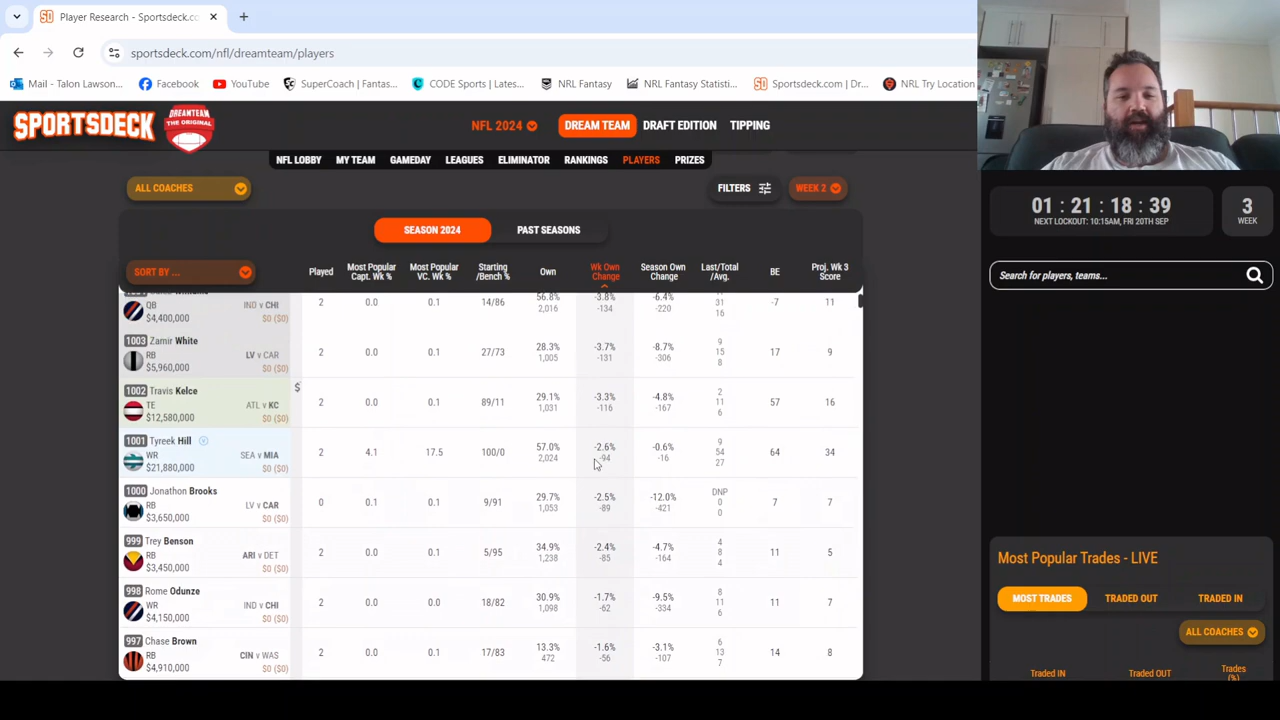 Player Research - Sportsdeck.co
sportsdeck.com/nfl/dreamteam/players
Mail - Talon Lawson...
Facebook
YouTube
SuperCoach | Fantas...
CODE Sports | Lates...
NRL Fantasy
NRL Fantasy Statisti...
Sportsdeck.com | Dr...
NRL Try Location
SPORTSDECK
DREAMTEAM
THE ORIGINAL
NFL 2024
DREAM TEAM
DRAFT EDITION
TIPPING
NFL LOBBY
MY TEAM
GAMEDAY
LEAGUES
ELIMINATOR
RANKINGS
PLAYERS
PRIZES
ALL COACHES
FILTERS
WEEK 2
SEASON 2024
PAST SEASONS
SORT BY ...
Played
Most Popular Capt. Wk %
Most Popular VC. Wk %
Starting /Bench %
Own
Wk Own Change
Season Own Change
Last/Total /Avg.
BE
Proj. Wk 3 Score
QB IND v CHI
$4,400,000 $0 ($0)
2 0.0 0.1 14/86 56.8% 2,016 -3.8% -134 -6.4% -220 31 16 -7 11
1003 Zamir White
RB LV v CAR
$5,960,000 $0 ($0)
2 0.0 0.1 27/73 28.3% 1,005 -3.7% -131 -8.7% -306 9 15 8 17 9
1002 Travis Kelce
TE ATL v KC
$12,580,000 $0 ($0)
$
2 0.0 0.1 89/11 29.1% 1,031 -3.3% -116 -4.8% -167 2 11 6 57 16
1001 Tyreek Hill
WR SEA v MIA
$21,880,000 $0 ($0)
2 4.1 17.5 100/0 57.0% 2,024 -2.6% -94 -0.6% -16 9 54 27 64 34
1000 Jonathon Brooks
RB LV v CAR
$3,650,000 $0 ($0)
0 0.1 0.1 9/91 29.7% 1,053 -2.5% -89 -12.0% -421 DNP 0 0 7 7
999 Trey Benson
RB ARI v DET
$3,450,000 $0 ($0)
2 0.0 0.1 5/95 34.9% 1,238 -2.4% -85 -4.7% -164 4 8 4 11 5
998 Rome Odunze
WR IND v CHI
$4,150,000 $0 ($0)
2 0.0 0.0 18/82 30.9% 1,098 -1.7% -62 -9.5% -334 8 11 6 11 7
997 Chase Brown
RB CIN v WAS
$4,910,000 $0 ($0)
2 0.0 0.1 17/83 13.3% 472 -1.6% -56 -3.1% -107 6 13 7 14 8
01 : 21 : 18 : 39
NEXT LOCKOUT: 10:15AM, FRI 20TH SEP
3
WEEK
Search for players, teams...
Most Popular Trades - LIVE
MOST TRADES
TRADED OUT
TRADED IN
ALL COACHES
Traded IN
Traded OUT
Trades (%)